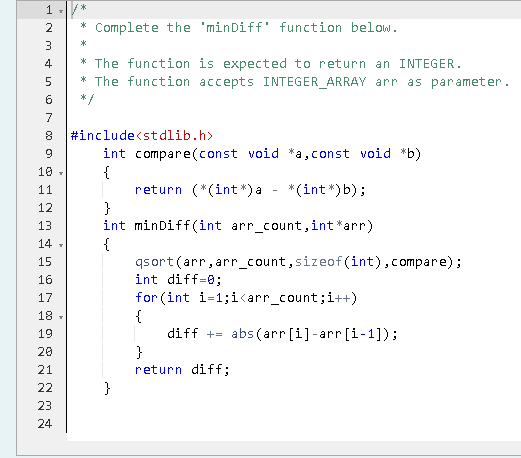 1 /*
2  * Complete the 'minDiff' function below.
3  *
4  * The function is expected to return an INTEGER.
5  * The function accepts INTEGER_ARRAY arr as parameter.
6  */
7
8 #include<stdlib.h>
9     int compare(const void *a,const void *b)
10     {
11         return (*(int*)a - *(int*)b);
12     }
13     int minDiff(int arr_count,int*arr)
14     {
15         qsort(arr,arr_count,sizeof(int),compare);
16         int diff=0;
17         for(int i=1;i<arr_count;i++)
18         {
19             diff += abs(arr[i]-arr[i-1]);
20         }
21         return diff;
22     }
23
24